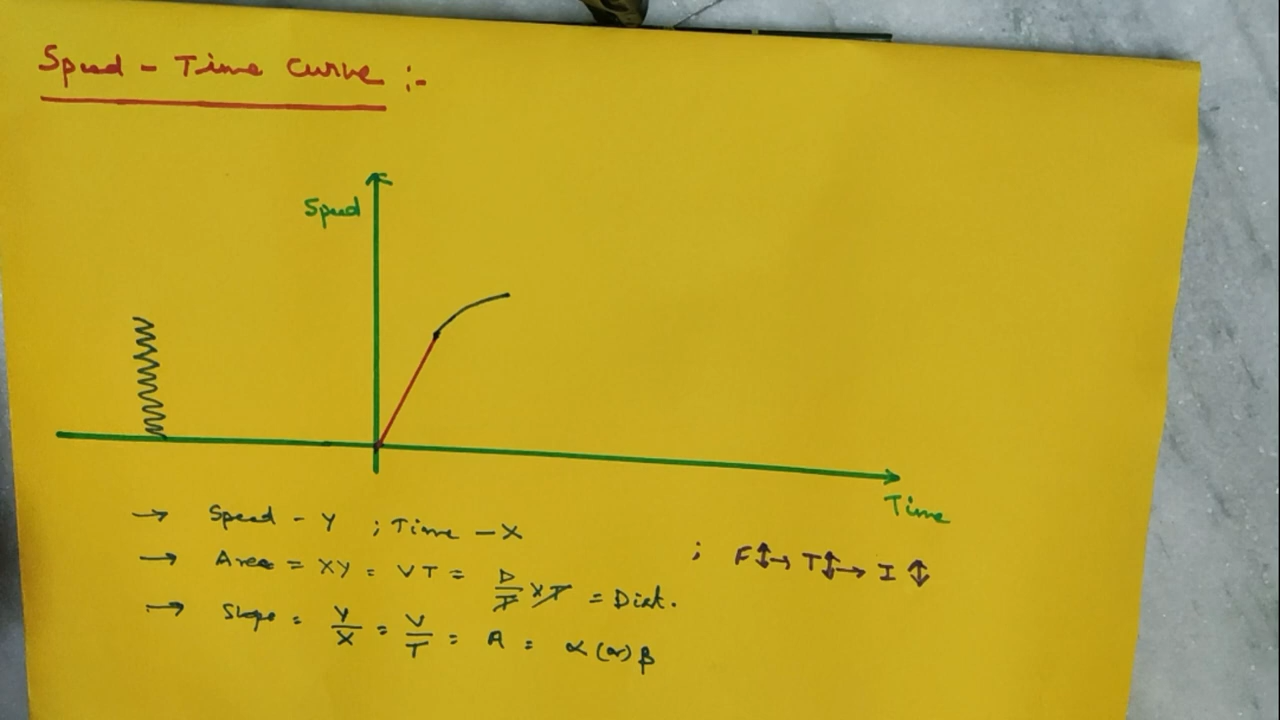 Speed - Time Curve :-
Speed
Time
→ Speed - Y ; Time - X
→ Area = XY = VT = D/T × T = Dist.
; F↕→ T↕→ I ↕
→ Slope = Y/X = V/T = A = α (or) β